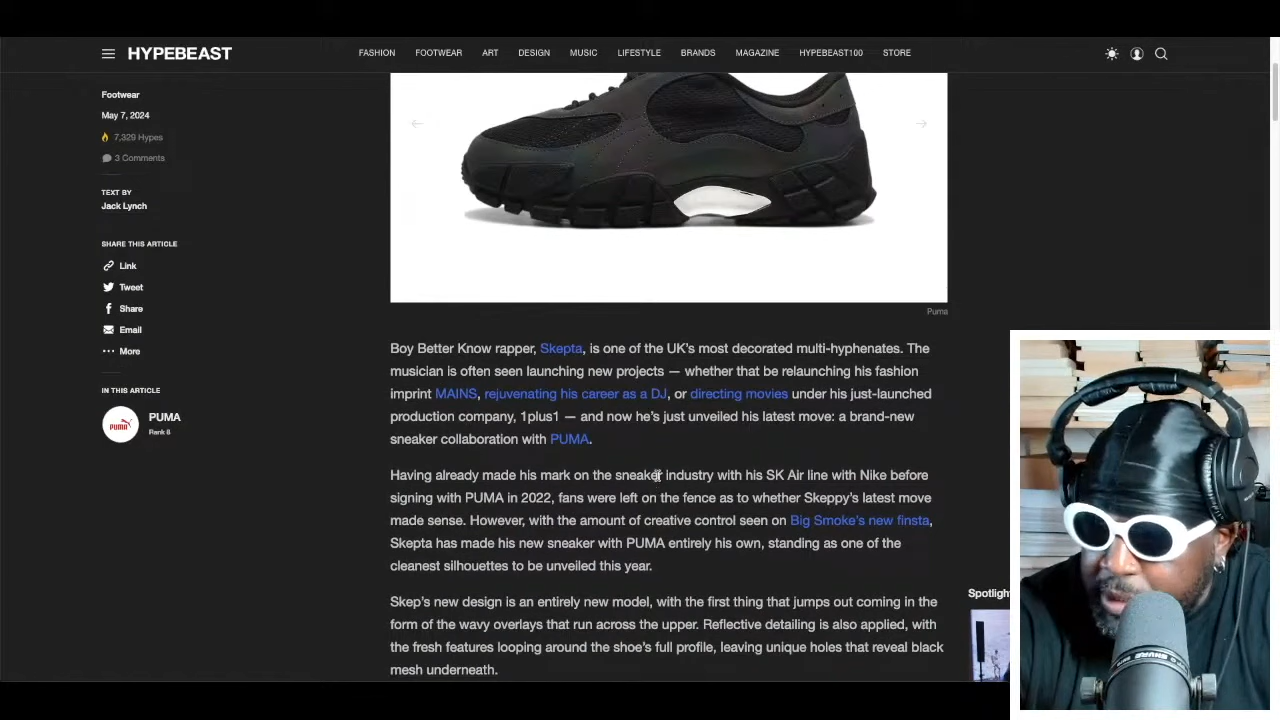 HYPEBEAST
FASHION FOOTWEAR ART DESIGN MUSIC LIFESTYLE BRANDS MAGAZINE HYPEBEAST100 STORE
Footwear
May 7, 2024
7,329 Hypes
3 Comments
TEXT BY
Jack Lynch
SHARE THIS ARTICLE
Link
Tweet
Share
Email
More
IN THIS ARTICLE
PUMA
PUMA
Rank 8
Puma
Boy Better Know rapper, Skepta, is one of the UK's most decorated multi-hyphenates. The
musician is often seen launching new projects — whether that be relaunching his fashion
imprint MAINS, rejuvenating his career as a DJ, or directing movies under his just-launched
production company, 1plus1 — and now he's just unveiled his latest move: a brand-new
sneaker collaboration with PUMA.
Having already made his mark on the sneaker industry with his SK Air line with Nike before
signing with PUMA in 2022, fans were left on the fence as to whether Skeppy's latest move
made sense. However, with the amount of creative control seen on Big Smoke's new finsta,
Skepta has made his new sneaker with PUMA entirely his own, standing as one of the
cleanest silhouettes to be unveiled this year.
Skep's new design is an entirely new model, with the first thing that jumps out coming in the
form of the wavy overlays that run across the upper. Reflective detailing is also applied, with
the fresh features looping around the shoe's full profile, leaving unique holes that reveal black
mesh underneath.
Spotligh
SHURE